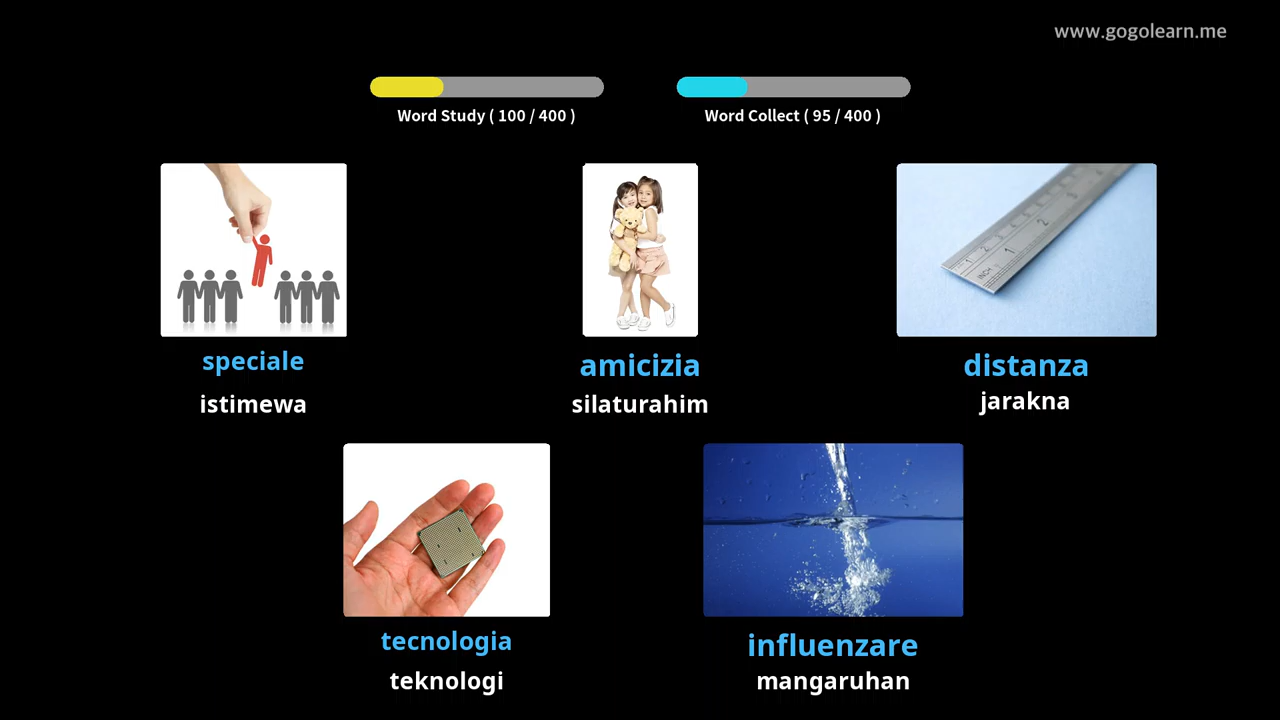 www.gogolearn.me
Word Study ( 100 / 400 )
Word Collect ( 95 / 400 )
speciale
istimewa
amicizia
silaturahim
distanza
jarakna
tecnologia
teknologi
influenzare
mangaruhan